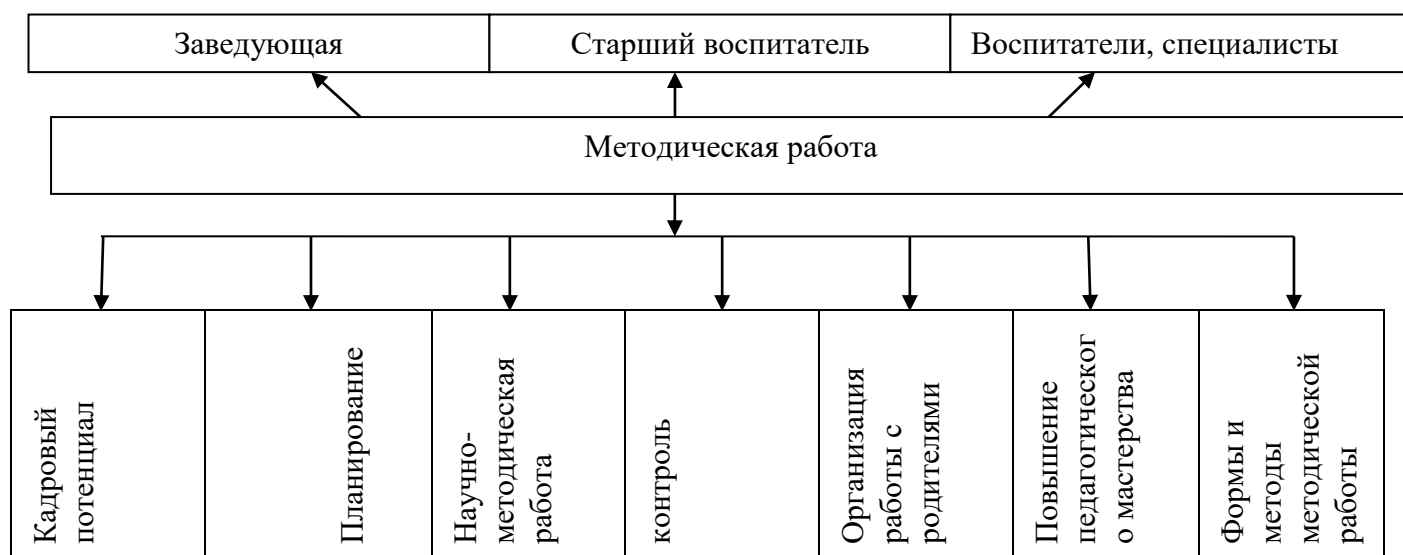 Заведующая
Старший воспитатель
Воспитатели, специалисты
Методическая работа
Кадровый
потенциал
Планирование
Научно-
методическая
работа
контроль
Организация
работы с
родителями
Повышение
педагогическог
о мастерства
Формы и
методы
методической
работы